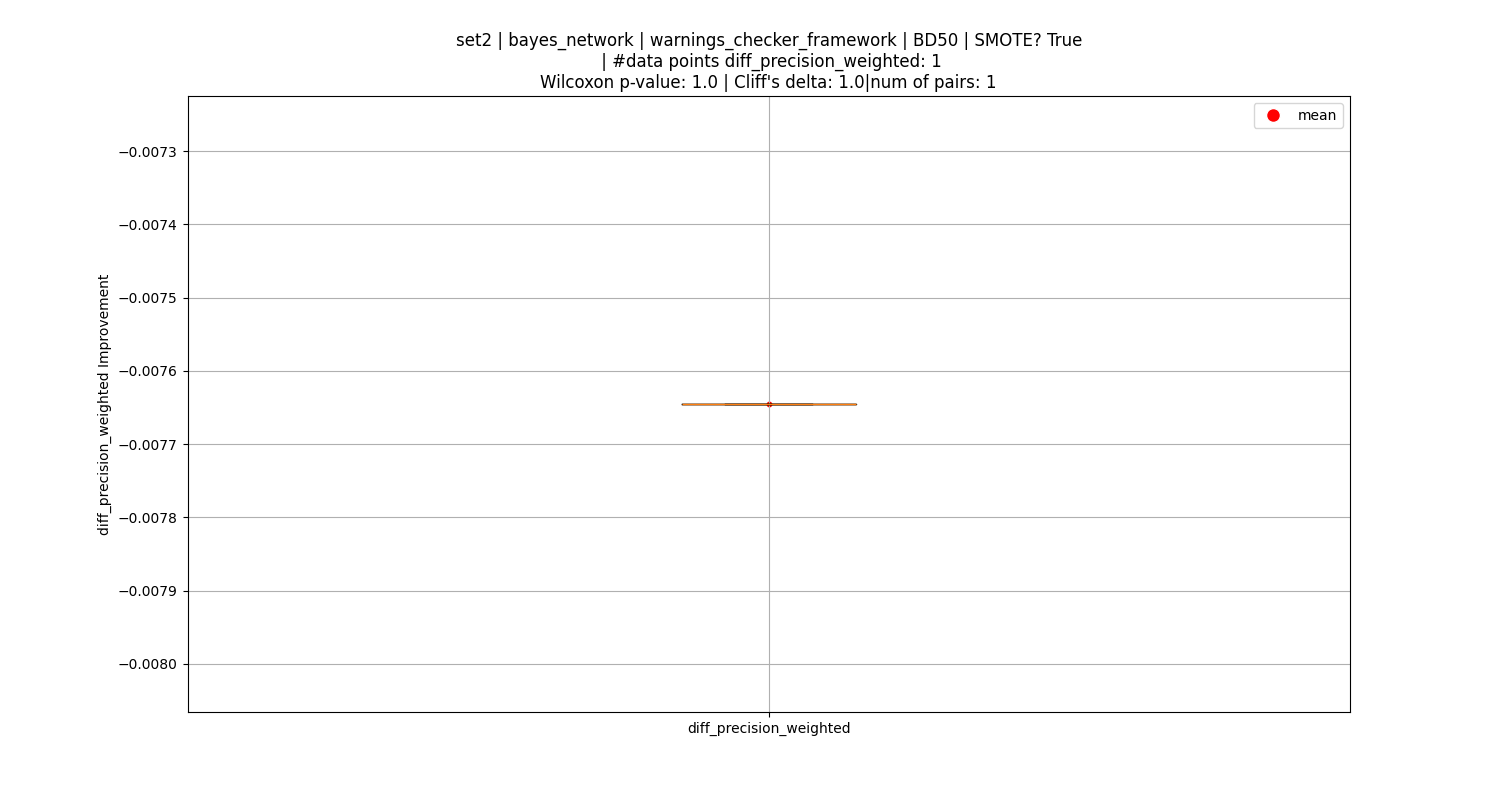 set2 | bayes_network | warnings_checker_framework | BD50 | SMOTE? True
| #data points diff_precision_weighted: 1
Wilcoxon p-value: 1.0 | Cliff's delta: 1.0|num of pairs: 1
mean
−0.0073
−0.0074
−0.0075
−0.0076
−0.0077
−0.0078
−0.0079
−0.0080
diff_precision_weighted Improvement
diff_precision_weighted